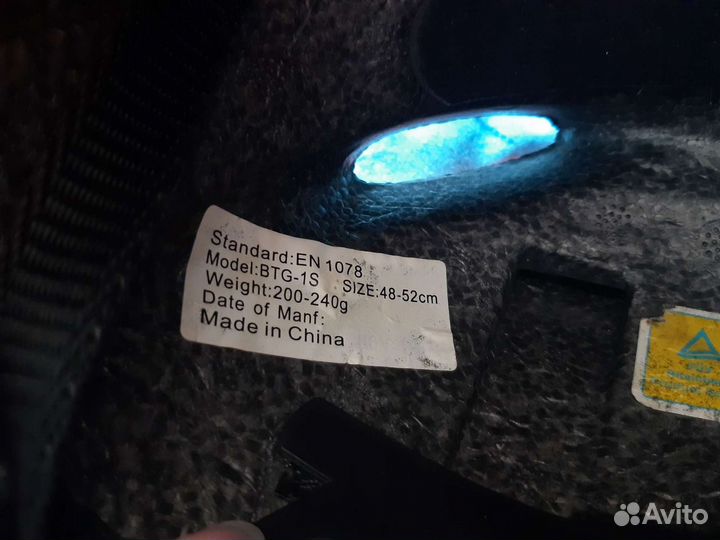 Standard:EN 1078
Model:BTG-1S SIZE:48-52cm
Weight:200-240g
Date of Manf:
Made in China
Avito